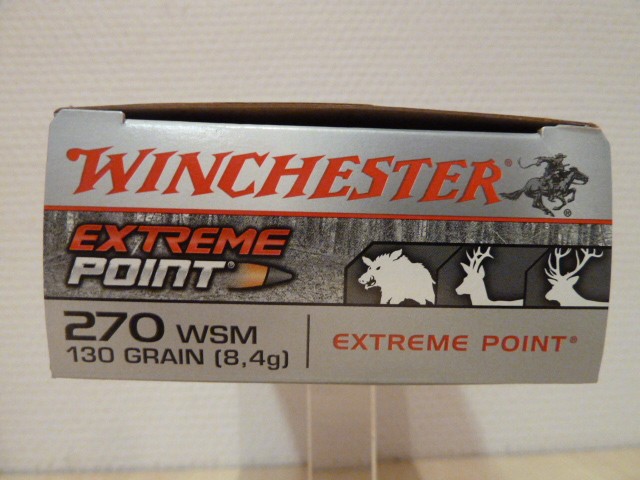 WINCHESTER®
EXTREME
POINT®
270 WSM
130 GRAIN (8,4g)
EXTREME POINT®